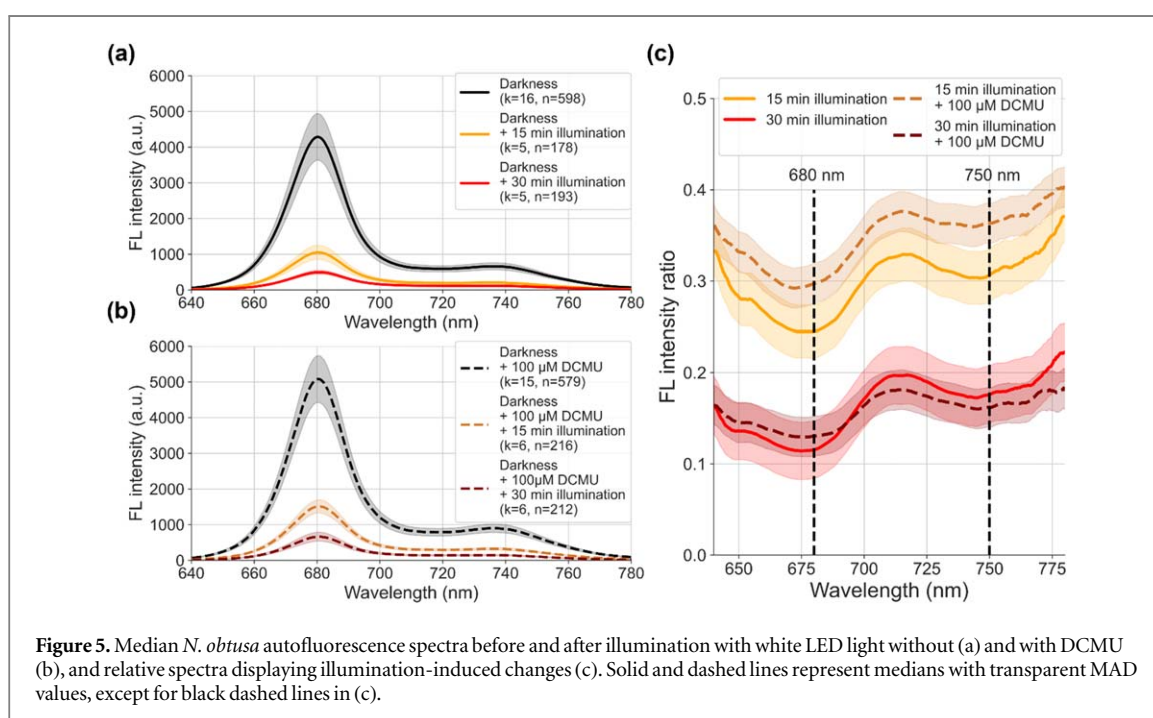 (a)
6000
5000
4000
3000
2000
1000
0
FL intensity (a.u.)
640 660 680 700 720 740 760 780
Wavelength (nm)
Darkness
(k=16, n=598)
Darkness
+ 15 min illumination
(k=5, n=178)
Darkness
+ 30 min illumination
(k=5, n=193)
(b)
6000
5000
4000
3000
2000
1000
0
FL intensity (a.u.)
640 660 680 700 720 740 760 780
Wavelength (nm)
Darkness
+ 100 µM DCMU
(k=15, n=579)
Darkness
+ 100 µM DCMU
+ 15 min illumination
(k=6, n=216)
Darkness
+ 100µM DCMU
+ 30 min illumination
(k=6, n=212)
(c)
15 min illumination
30 min illumination
15 min illumination
+ 100 µM DCMU
30 min illumination
+ 100 µM DCMU
0.5
0.4
0.3
0.2
0.1
0.0
FL intensity ratio
680 nm
750 nm
650 675 700 725 750 775
Wavelength (nm)
Figure 5. Median N. obtusa autofluorescence spectra before and after illumination with white LED light without (a) and with DCMU
(b), and relative spectra displaying illumination-induced changes (c). Solid and dashed lines represent medians with transparent MAD
values, except for black dashed lines in (c).